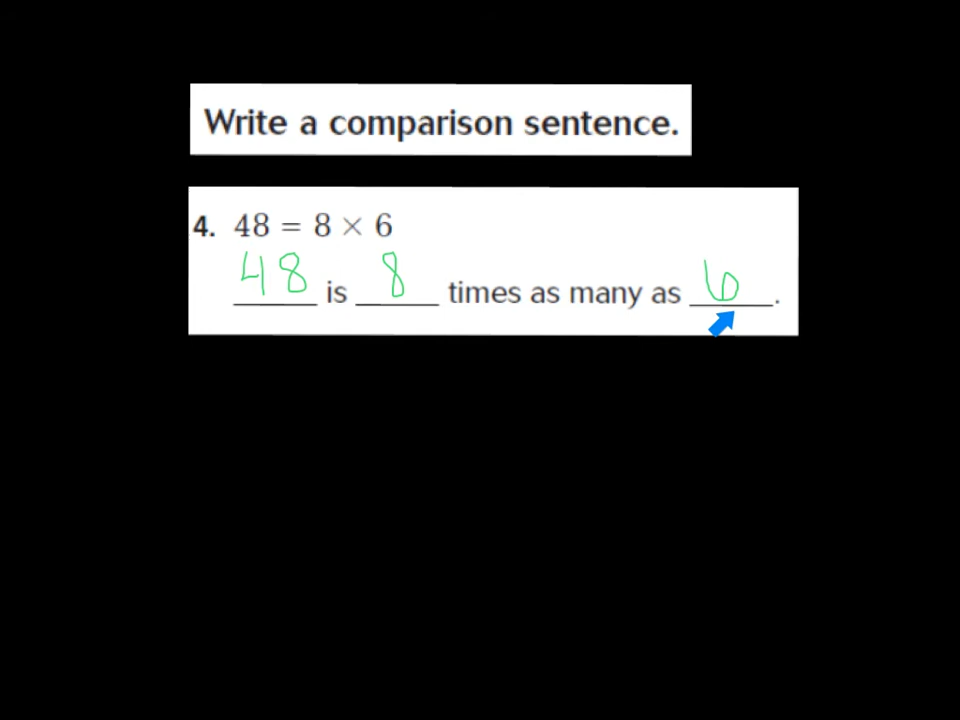 Write a comparison sentence.
4. 48 = 8 × 6
48 is 8 times as many as 6.